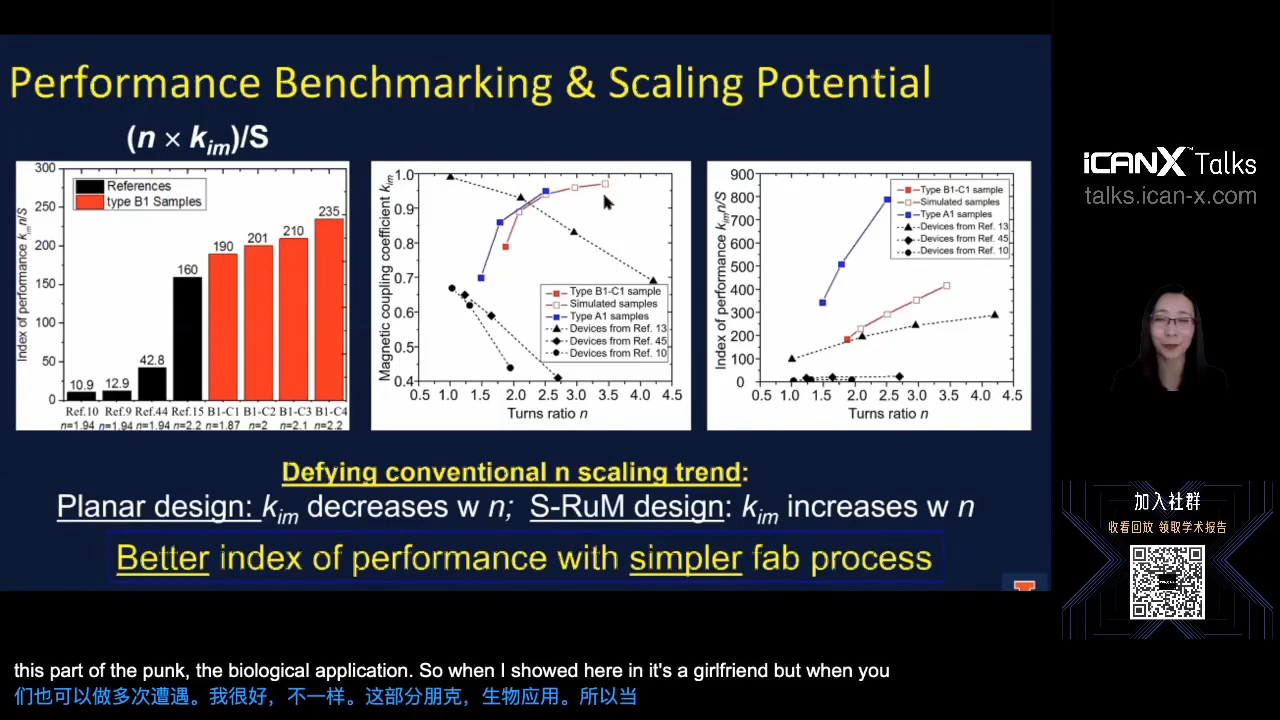 Performance Benchmarking & Scaling Potential
(n × kim)/S
Index of performance kimn/S
300
250
200
150
100
50
0
References
type B1 Samples
10.9
12.9
42.8
160
190
201
210
235
Ref.10 Ref.9 Ref.44 Ref.15 B1-C1 B1-C2 B1-C3 B1-C4
n=1.94 n=1.94 n=1.94 n=2.2 n=1.87 n=2 n=2.1 n=2.2
Magnetic coupling coefficient kim
1.0
0.9
0.8
0.7
0.6
0.5
0.4
Type B1-C1 sample
Simulated samples
Type A1 samples
Devices from Ref. 13
Devices from Ref. 45
Devices from Ref. 10
0.5 1.0 1.5 2.0 2.5 3.0 3.5 4.0 4.5
Turns ratio n
Index of performance kimn/S
900
800
700
600
500
400
300
200
100
0
Type B1-C1 sample
Simulated samples
Type A1 samples
Devices from Ref. 13
Devices from Ref. 45
Devices from Ref. 10
0.5 1.0 1.5 2.0 2.5 3.0 3.5 4.0 4.5
Turns ratio n
Defying conventional n scaling trend:
Planar design: kim decreases w n; S-RuM design: kim increases w n
Better index of performance with simpler fab process
iCANX Talks
talks.ican-x.com
加入社群
收看回放 领取学术报告
this part of the punk, the biological application. So when I showed here in it's a girlfriend but when you
们也可以做多次遭遇。我很好，不一样。这部分朋克，生物应用。所以当